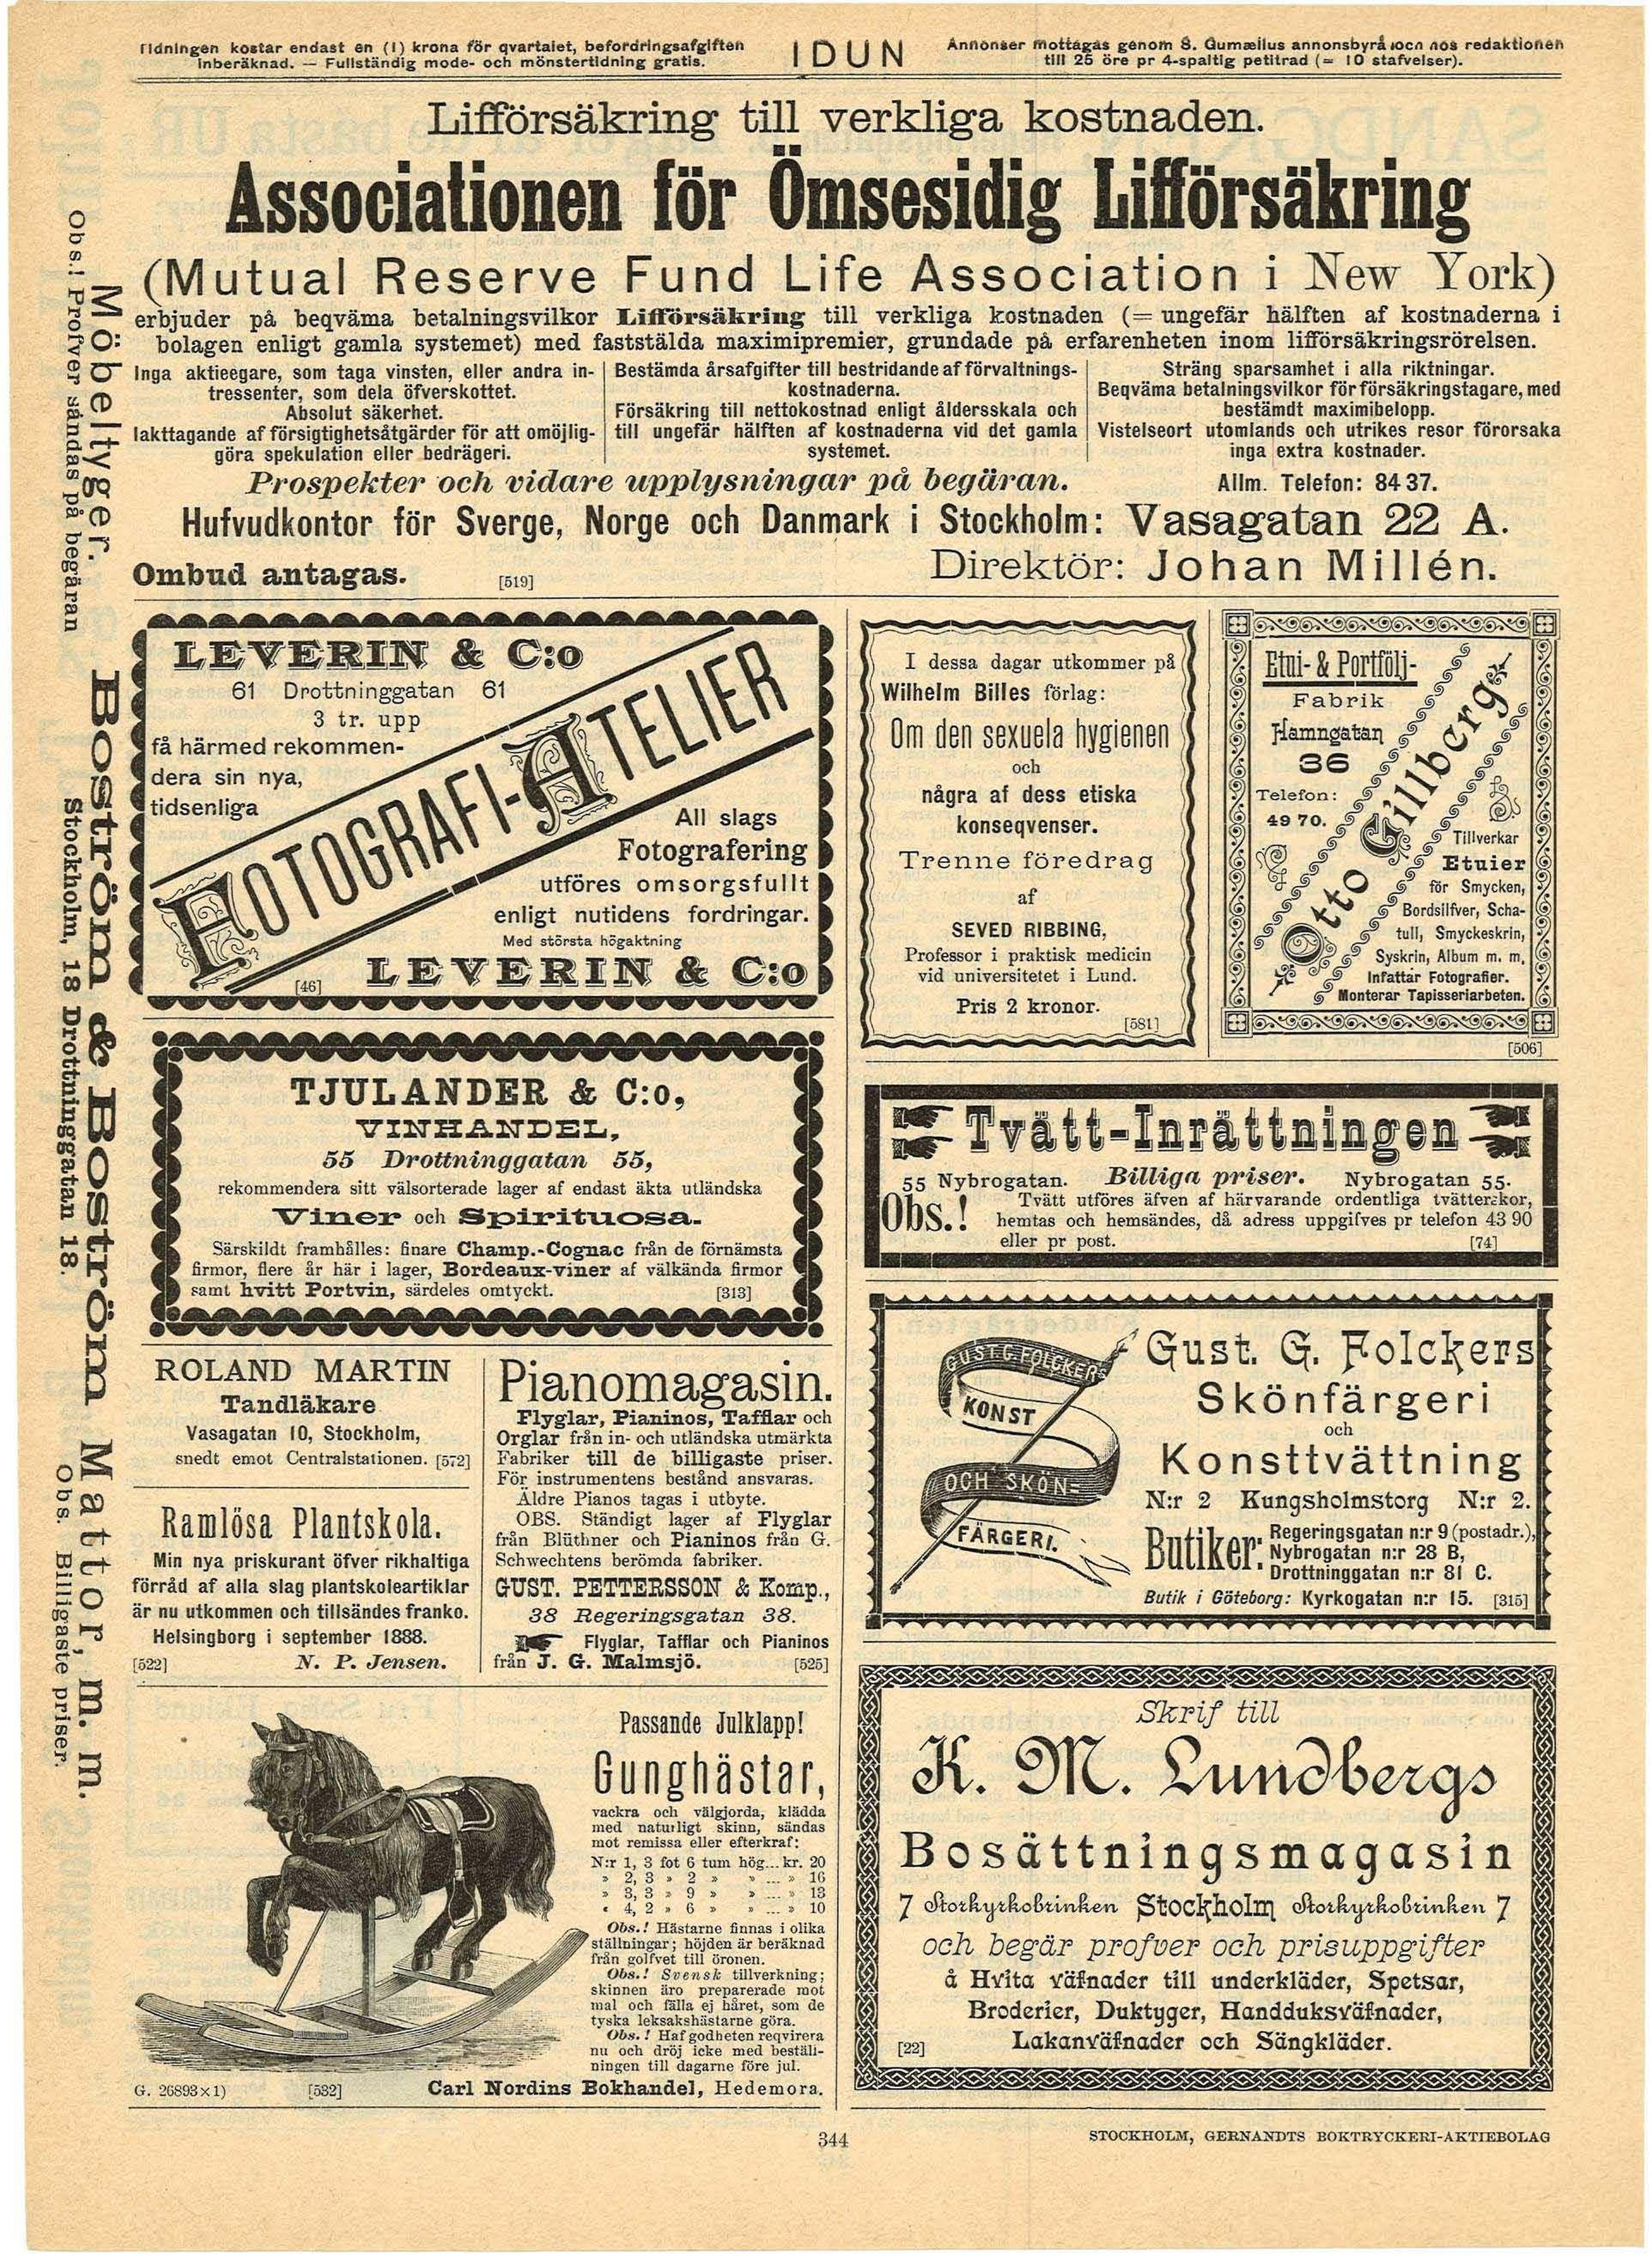 Tidningen kostar endast en (1) krona för qvartalet, befordringsafgiften
inberäknad. — Fullständig mode- och mönstertidning gratis.
IDUN
Annonser mottagas genom S. Gumælius annonsbyrå och hos redaktionen
till 25 öre pr 4-spaltig petitrad (= 10 stafvelser).
Lifförsäkring till verkliga kostnaden.
Associationen för Ömsesidig Lifförsäkring
(Mutual Reserve Fund Life Association i New York)
erbjuder på beqväma betalningsvilkor Lifförsäkring till verkliga kostnaden (= ungefär hälften af kostnaderna i
bolagen enligt gamla systemet) med faststälda maximipremier, grundade på erfarenheten inom lifförsäkringsrörelsen.
Inga aktieegare, som taga vinsten, eller andra in-
tressenter, som dela öfverskottet.
Absolut säkerhet.
Iakttagande af försigtighetsåtgärder för att omöjlig-
göra spekulation eller bedrägeri.
Bestämda årsafgifter till bestridande af förvaltnings-
kostnaderna.
Försäkring till nettokostnad enligt åldersskala och
till ungefär hälften af kostnaderna vid det gamla
systemet.
Sträng sparsamhet i alla riktningar.
Beqväma betalningsvilkor för försäkringstagare, med
bestämdt maximibelopp.
Vistelseort utomlands och utrikes resor förorsaka
inga extra kostnader.
Prospekter och vidare upplysningar på begäran.
Allm. Telefon: 84 37.
Hufvudkontor för Sverge, Norge och Danmark i Stockholm: Vasagatan 22 A.
Ombud antagas.
[519]
Direktör: Johan Millén.
Möbeltyger.
Obs.! Profver sändas på begäran
Boström & Boström
Stockholm, 18 Drottninggatan 18.
Mattor, m. m.
Obs. Billigaste priser.
LEVERIN & C:o
61 Drottninggatan 61
3 tr. upp
få härmed rekommen-
dera sin nya,
tidsenliga
FOTOGRAFI-ATELIER
All slags
Fotografering
utföres omsorgsfullt
enligt nutidens fordringar.
Med största högaktning
[46]
LEVERIN & C:o
I dessa dagar utkommer på
Wilhelm Billes förlag:
Om den sexuela hygienen
och
några af dess etiska
konseqvenser.
Trenne föredrag
af
SEVED RIBBING,
Professor i praktisk medicin
vid universitetet i Lund.
Pris 2 kronor.
[581]
Etui- & Portfölj-
Fabrik
Hamngatan
36
Telefon:
49 70.
Otto Gillberg
Tillverkar
Etuier
för Smycken,
Bordsilfver, Scha-
tull, Smyckeskrin,
Syskrin, Album m. m.
Infattar Fotografier.
Monterar Tapisseriarbeten.
[506]
TJULANDER & C:o,
VINHANDEL,
55 Drottninggatan 55,
rekommendera sitt välsorterade lager af endast äkta utländska
Viner och Spirituosa.
Särskildt framhålles: finare Champ.-Cognac från de förnämsta
firmor, flere år här i lager, Bordeaux-viner af välkända firmor
samt hvitt Portvin, särdeles omtyckt.
[313]
Tvätt-Inrättningen
55 Nybrogatan. Billiga priser. Nybrogatan 55.
Obs.! Tvätt utföres äfven af härvarande ordentliga tvätterskor,
hemtas och hemsändes, då adress uppgifves pr telefon 43 90
eller pr post.
[74]
ROLAND MARTIN
Tandläkare
Vasagatan 10, Stockholm,
snedt emot Centralstationen. [572]
Ramlösa Plantskola.
Min nya priskurant öfver rikhaltiga
förråd af alla slag plantskoleartiklar
är nu utkommen och tillsändes franko.
Helsingborg i september 1888.
[522]
N. P. Jensen.
Pianomagasin.
Flyglar, Pianinos, Tafflar och
Orglar från in- och utländska utmärkta
Fabriker till de billigaste priser.
För instrumentens bestånd ansvaras.
Äldre Pianos tagas i utbyte.
OBS. Ständigt lager af Flyglar
från Blüthner och Pianinos från G.
Schwechtens berömda fabriker.
GUST. PETTERSSON & Komp.,
38 Regeringsgatan 38.
Flyglar, Tafflar och Pianinos
från J. G. Malmsjö.
[525]
GUST. G. FOLCKERS
KONST
OCH SKÖN=
FÄRGERI.
Gust. G. Folckers
Skönfärgeri
och
Konsttvättning
N:r 2 Kungsholmstorg N:r 2.
Butiker:
Regeringsgatan n:r 9 (postadr.),
Nybrogatan n:r 28 B,
Drottninggatan n:r 81 C.
Butik i Göteborg: Kyrkogatan n:r 15. [315]
Passande Julklapp!
Gunghästar,
vackra och välgjorda, klädda
med naturligt skinn, sändas
mot remissa eller efterkraf:
N:r 1, 3 fot 6 tum hög... kr. 20
» 2, 3 » 2 » » ... » 16
» 3, 3 » 9 » » ... » 13
« 4, 2 » 6 » » ... » 10
Obs.! Hästarne finnas i olika
ställningar; höjden är beräknad
från golfvet till öronen.
Obs.! Svensk tillverkning;
skinnen äro preparerade mot
mal och fälla ej håret, som de
tyska leksakshästarne göra.
Obs.! Haf godheten reqvirera
nu och dröj icke med beställ-
ningen till dagarne före jul.
G. 26893×1)
[532]
Carl Nordins Bokhandel, Hedemora.
Skrif till
K. M. Lundbergs
Bosättningsmagasin
7 Storkyrkobrinken Stockholm Storkyrkobrinken 7
och begär profver och prisuppgifter
å Hvita väfnader till underkläder, Spetsar,
Broderier, Duktyger, Handduksväfnader,
[22]
Lakanväfnader och Sängkläder.
344
STOCKHOLM, GERNANDTS BOKTRYCKERI-AKTIEBOLAG